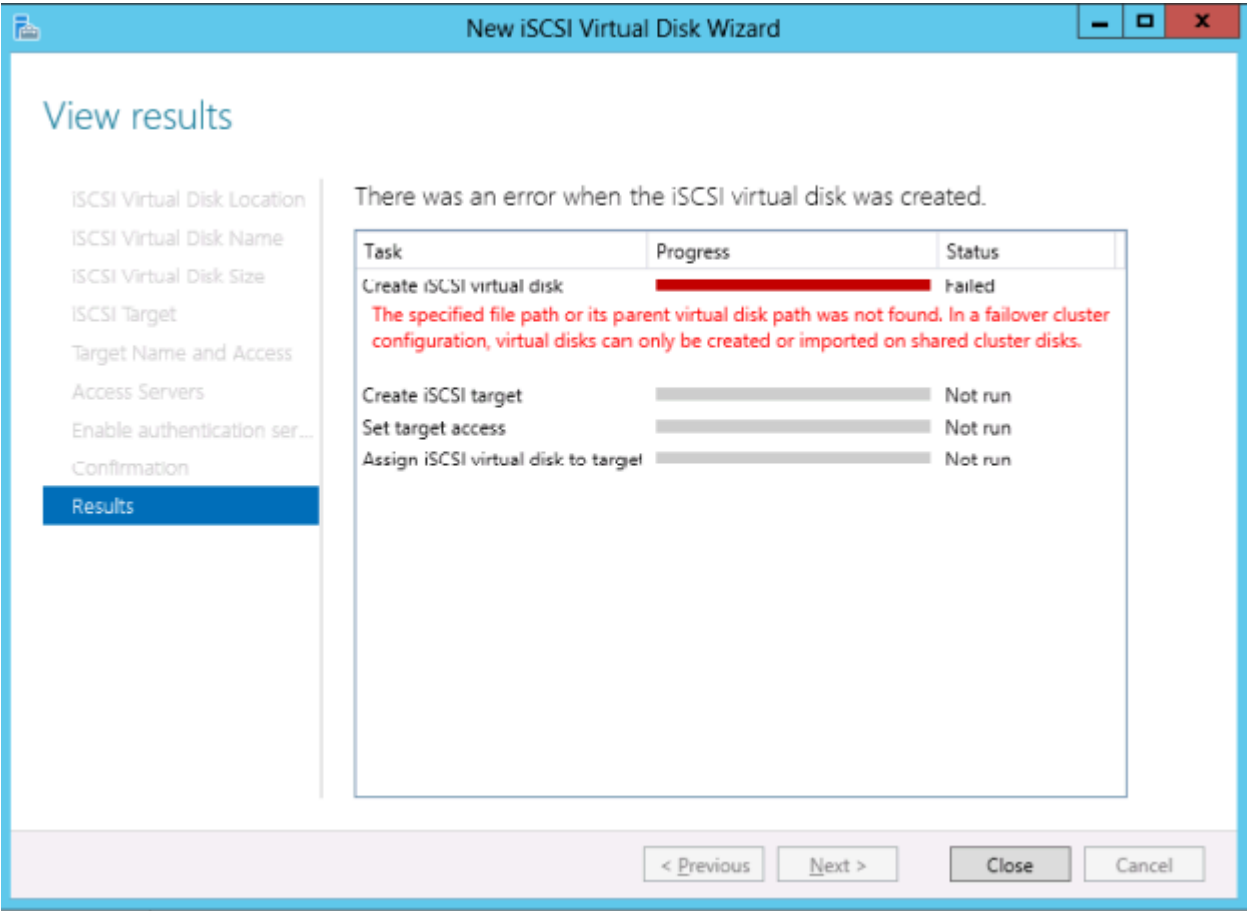 New iSCSI Virtual Disk Wizard
View results
iSCSI Virtual Disk Location
iSCSI Virtual Disk Name
iSCSI Virtual Disk Size
iSCSI Target
Target Name and Access
Access Servers
Enable authentication ser...
Confirmation
Results
There was an error when the iSCSI virtual disk was created.
Task Progress Status
Create iSCSI virtual disk Failed
The specified file path or its parent virtual disk path was not found. In a failover cluster
configuration, virtual disks can only be created or imported on shared cluster disks.
Create iSCSI target Not run
Set target access Not run
Assign iSCSI virtual disk to target Not run
< Previous Next > Close Cancel